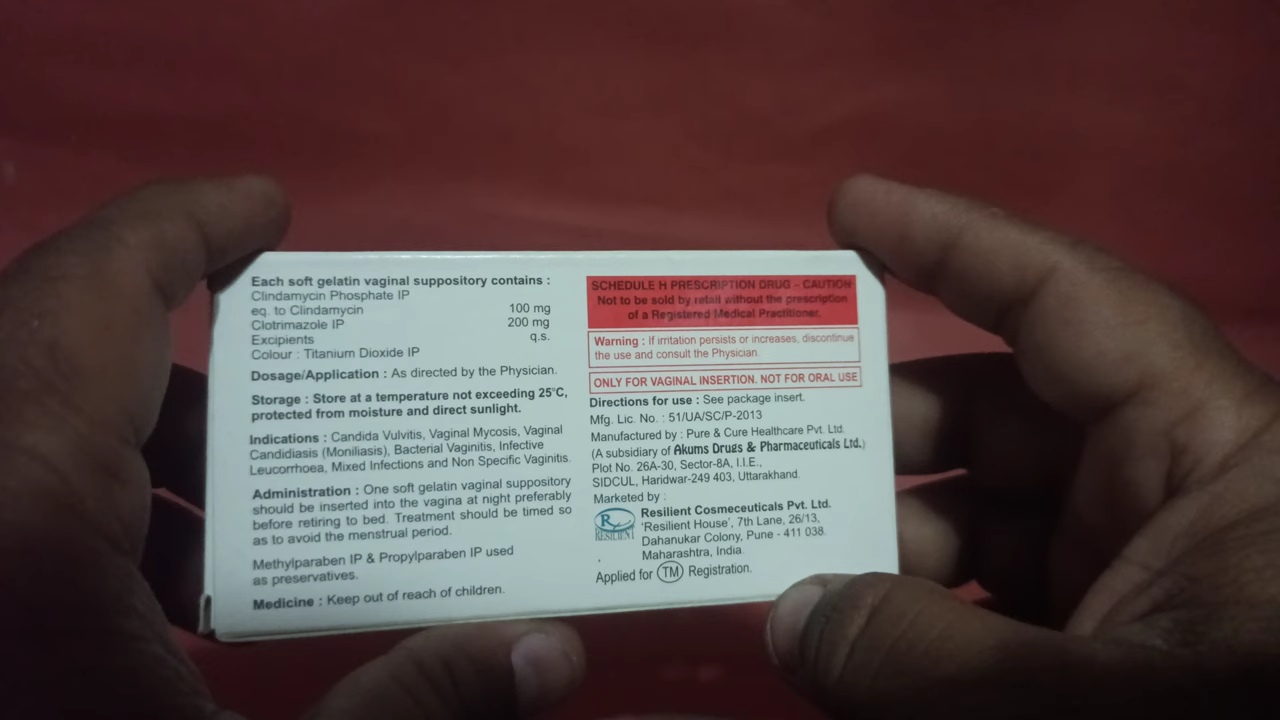 Each soft gelatin vaginal suppository contains :
Clindamycin Phosphate IP
eq. to Clindamycin 100 mg
Clotrimazole IP 200 mg
Excipients q.s.
Colour : Titanium Dioxide IP
Dosage/Application : As directed by the Physician.
Storage : Store at a temperature not exceeding 25°C,
protected from moisture and direct sunlight.
Indications : Candida Vulvitis, Vaginal Mycosis, Vaginal
Candidiasis (Moniliasis), Bacterial Vaginitis, Infective
Leucorrhoea, Mixed Infections and Non Specific Vaginitis.
Administration : One soft gelatin vaginal suppository
should be inserted into the vagina at night preferably
before retiring to bed. Treatment should be timed so
as to avoid the menstrual period.
Methylparaben IP & Propylparaben IP used
as preservatives.
Medicine : Keep out of reach of children.
SCHEDULE H PRESCRIPTION DRUG - CAUTION
Not to be sold by retail without the prescription
of a Registered Medical Practitioner.
Warning : If irritation persists or increases, discontinue
the use and consult the Physician.
ONLY FOR VAGINAL INSERTION. NOT FOR ORAL USE
Directions for use : See package insert.
Mfg. Lic. No. : 51/UA/SC/P-2013
Manufactured by : Pure & Cure Healthcare Pvt. Ltd.
(A subsidiary of Akums Drugs & Pharmaceuticals Ltd.)
Plot No. 26A-30, Sector-8A, I.I.E.,
SIDCUL, Haridwar-249 403, Uttarakhand.
Marketed by :
Rx
RESILIENT
Resilient Cosmeceuticals Pvt. Ltd.
'Resilient House', 7th Lane, 26/13,
Dahanukar Colony, Pune - 411 038.
Maharashtra, India.
Applied for TM Registration.